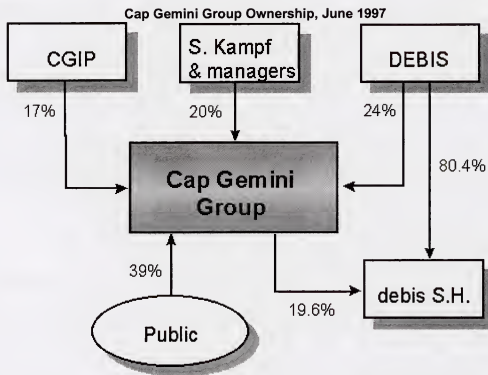 Cap Gemini Group Ownership, June 1997
CGIP
S. Kampf
& managers
DEBIS
17%
20%
24%
80.4%
Cap Gemini
Group
39%
19.6%
debis S.H.
Public